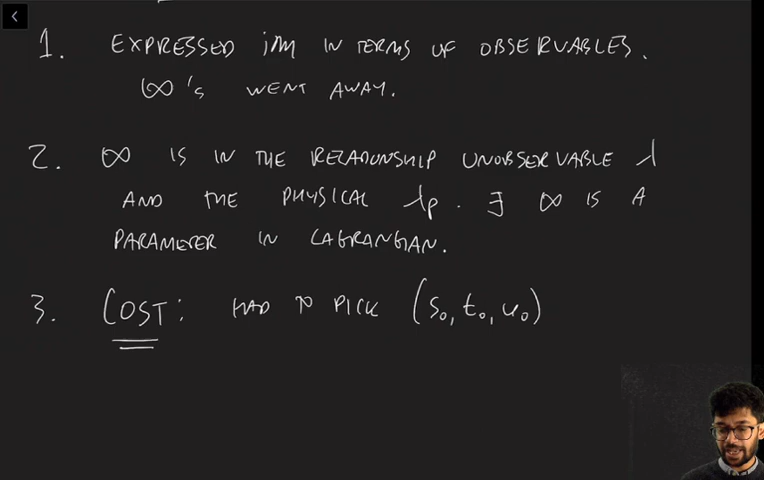 1. EXPRESSED iM IN TERMS OF OBSERVABLES.
∞'s WENT AWAY.
2. ∞ IS IN THE RELATIONSHIP UNOBSERVABLE λ
AND THE PHYSICAL λp. ∃ ∞ IS A
PARAMETER IN LAGRANGIAN.
3. COST: HAD TO PICK (s₀, t₀, u₀)